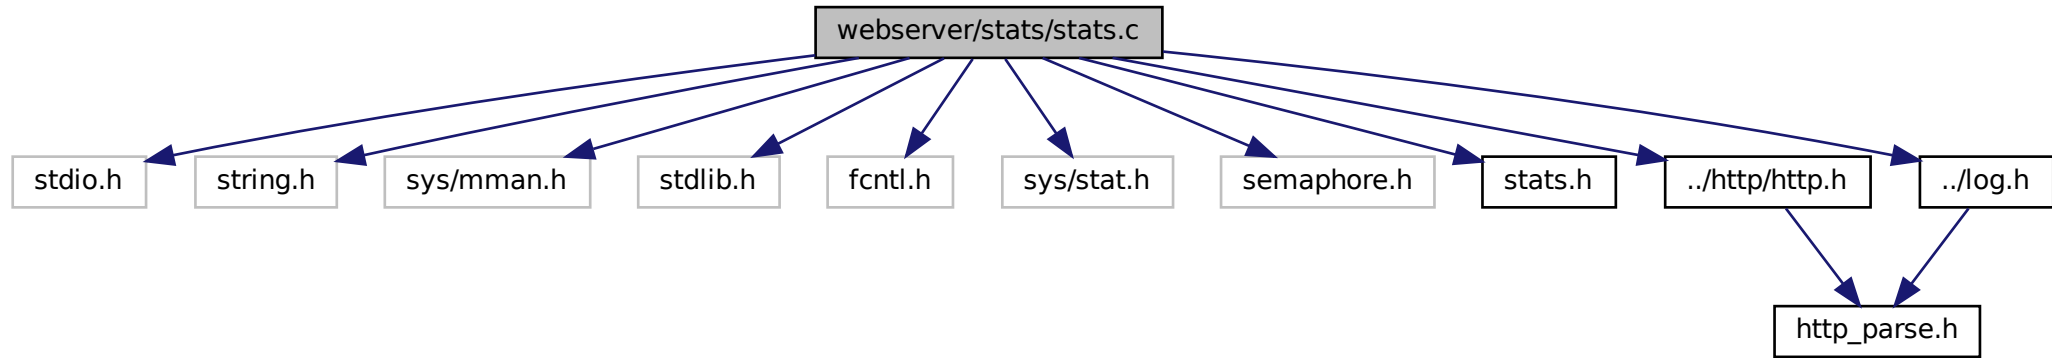 webserver/stats/stats.c
stdio.h
string.h
sys/mman.h
stdlib.h
fcntl.h
sys/stat.h
semaphore.h
stats.h
../http/http.h
../log.h
http_parse.h